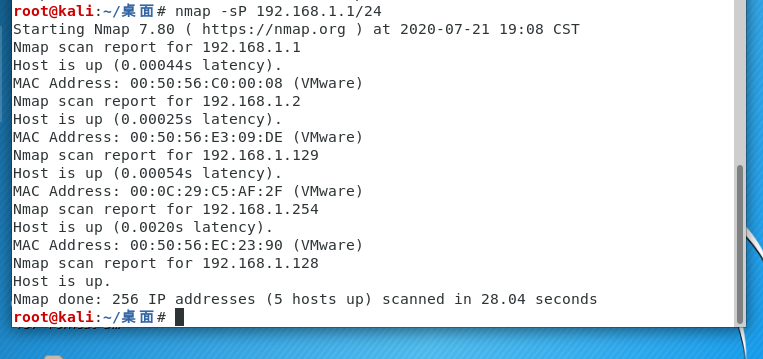 root@kali:~/桌面# nmap -sP 192.168.1.1/24
Starting Nmap 7.80 ( https://nmap.org ) at 2020-07-21 19:08 CST
Nmap scan report for 192.168.1.1
Host is up (0.00044s latency).
MAC Address: 00:50:56:C0:00:08 (VMware)
Nmap scan report for 192.168.1.2
Host is up (0.00025s latency).
MAC Address: 00:50:56:E3:09:DE (VMware)
Nmap scan report for 192.168.1.129
Host is up (0.00054s latency).
MAC Address: 00:0C:29:C5:AF:2F (VMware)
Nmap scan report for 192.168.1.254
Host is up (0.0020s latency).
MAC Address: 00:50:56:EC:23:90 (VMware)
Nmap scan report for 192.168.1.128
Host is up.
Nmap done: 256 IP addresses (5 hosts up) scanned in 28.04 seconds
root@kali:~/桌面#